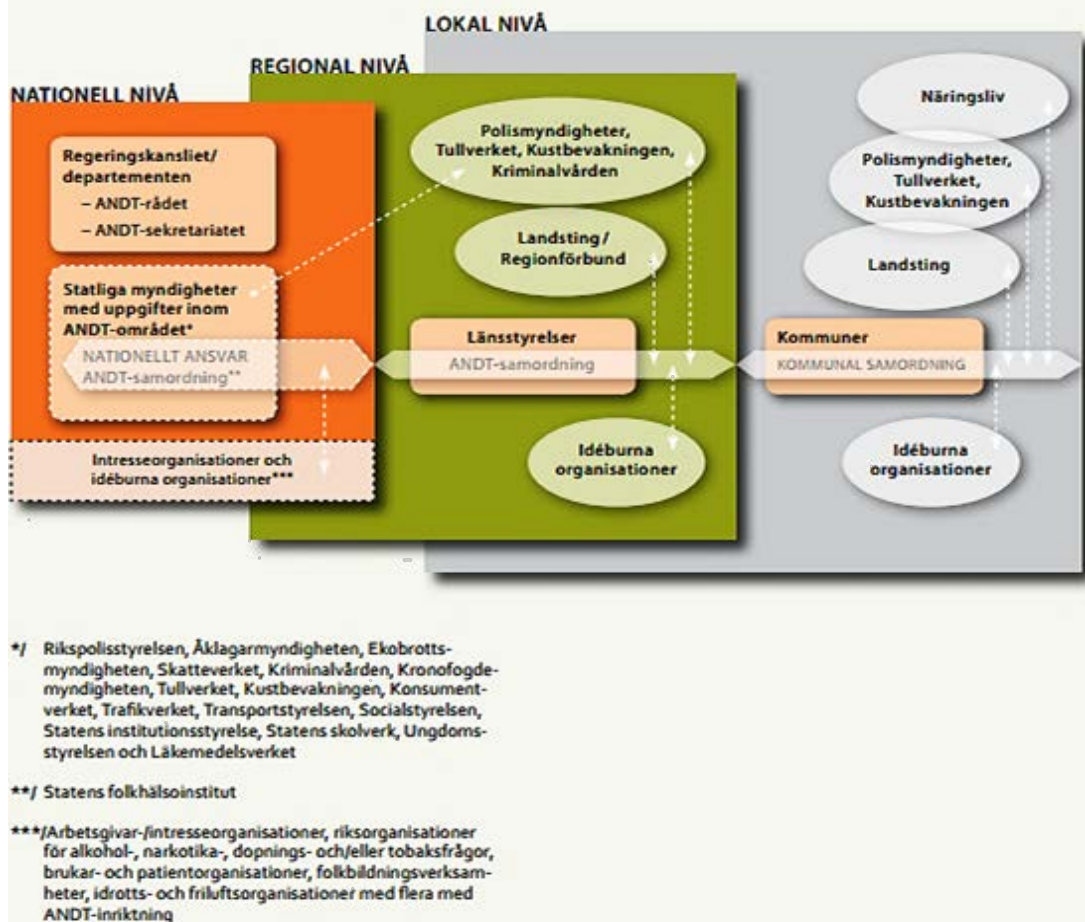 LOKAL NIVÅ
REGIONAL NIVÅ
NATIONELL NIVÅ
Regeringskansliet/
departementen
– ANDT-rådet
– ANDT-sekretariatet
Statliga myndigheter
med uppgifter inom
ANDT-området*
NATIONELLT ANSVAR
ANDT-samordning**
Intresseorganisationer och
idéburna organisationer***
Polismyndigheter,
Tullverket, Kustbevakningen,
Kriminalvården
Landsting/
Regionförbund
Länsstyrelser
ANDT-samordning
Idéburna
organisationer
Näringsliv
Polismyndigheter,
Tullverket,
Kustbevakningen
Landsting
Kommuner
KOMMUNAL SAMORDNING
Idéburna
organisationer
*/ Rikspolisstyrelsen, Åklagarmyndigheten, Ekobrotts-
myndigheten, Skatteverket, Kriminalvården, Kronofogde-
myndigheten, Tullverket, Kustbevakningen, Konsument-
verket, Trafikverket, Transportstyrelsen, Socialstyrelsen,
Statens institutionsstyrelse, Statens skolverk, Ungdoms-
styrelsen och Läkemedelsverket
**/ Statens folkhälsoinstitut
***/Arbetsgivar-/intresseorganisationer, riksorganisationer
för alkohol-, narkotika-, dopnings- och/eller tobaksfrågor,
brukar- och patientorganisationer, folkbildningsverksam-
heter, idrotts- och friluftsorganisationer med flera med
ANDT-inriktning